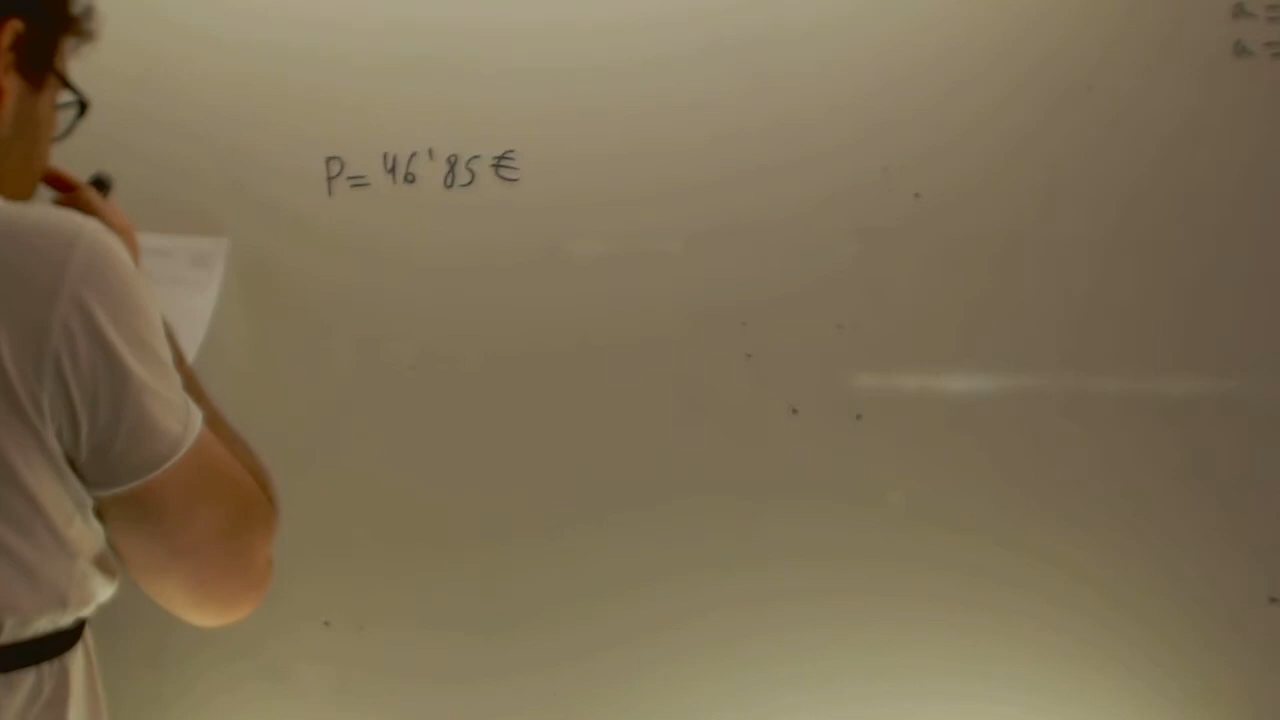 P = 46'85 €
a =
a =